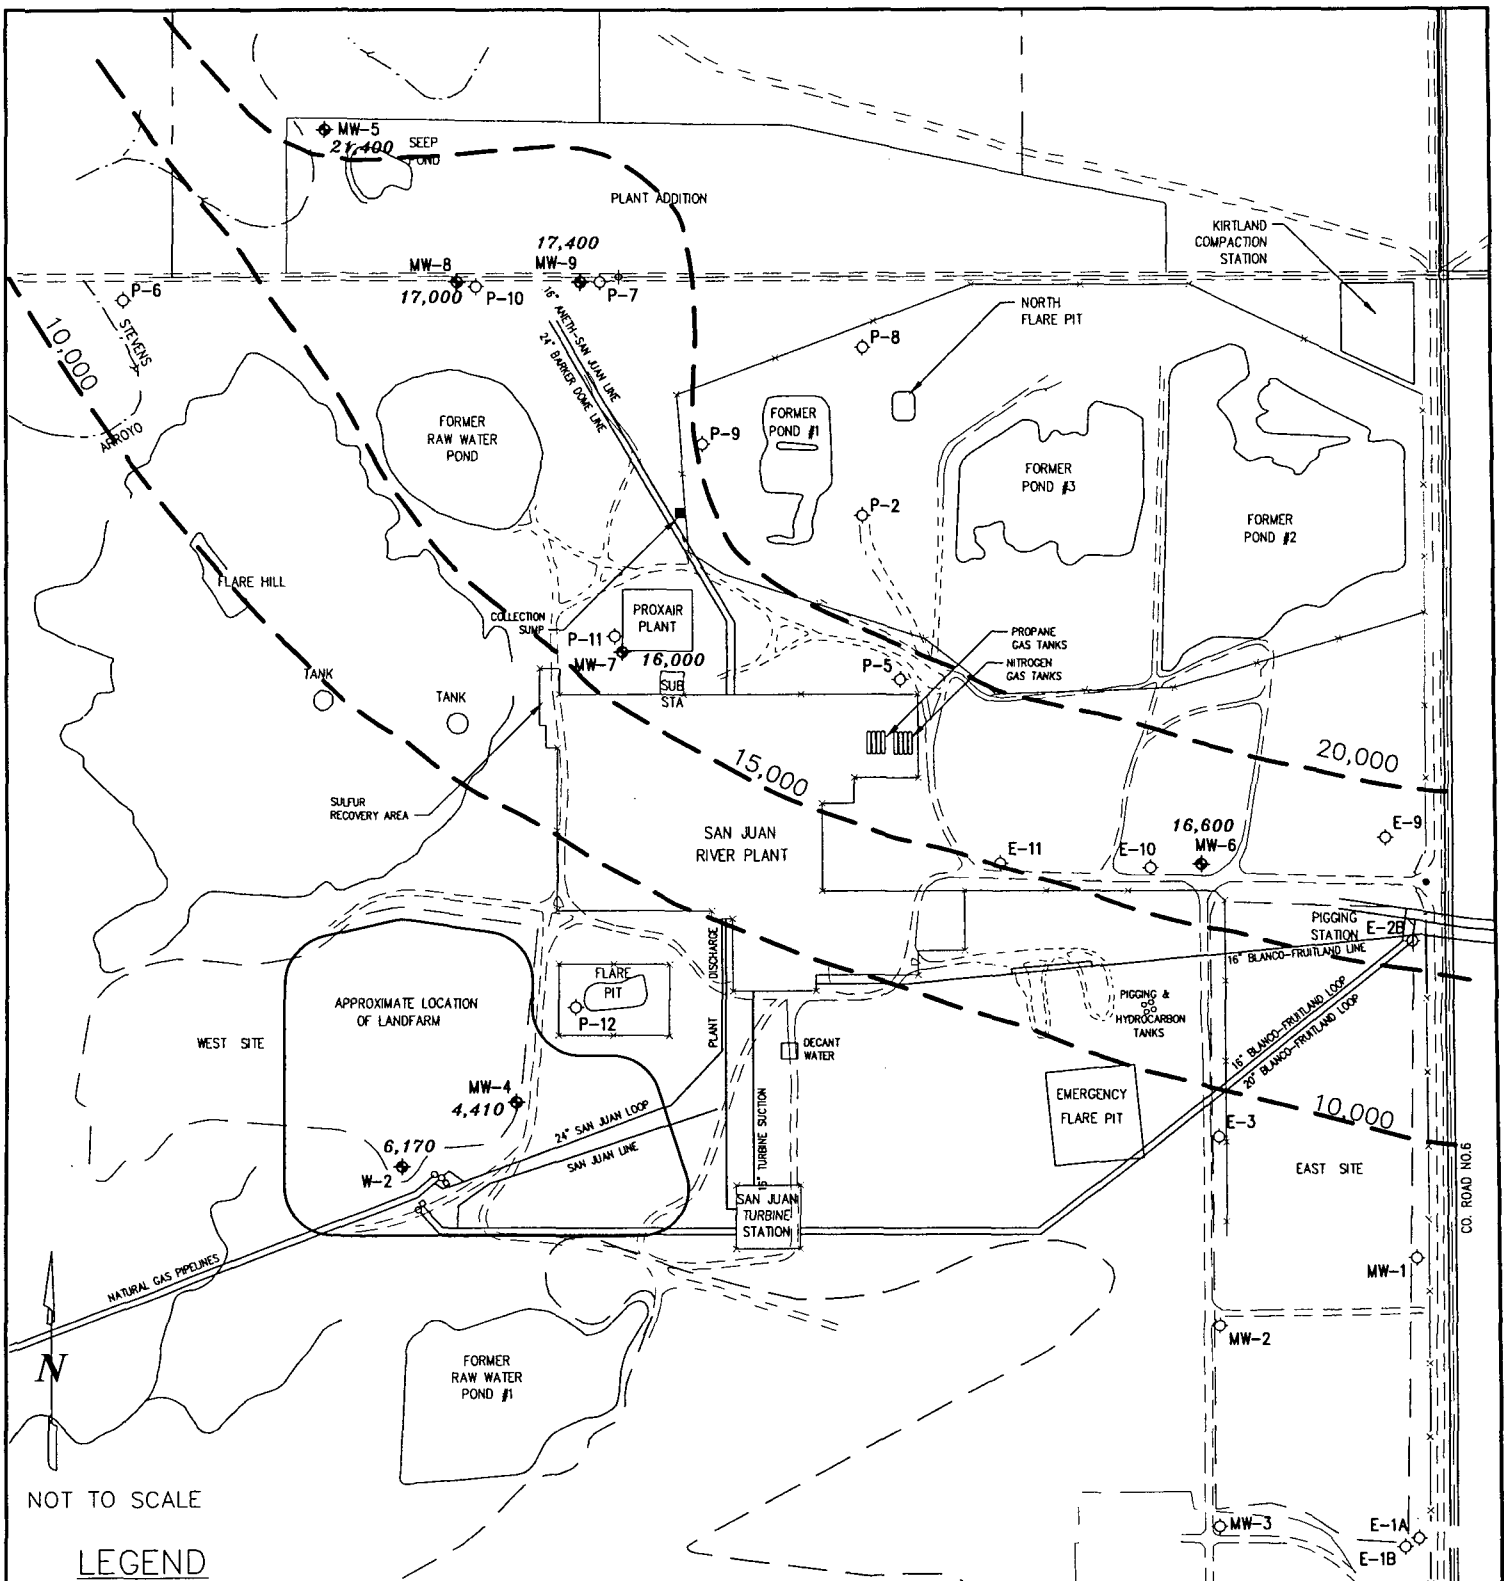 MW-5
21,400
SEEP
POND
PLANT ADDITION
KIRTLAND
COMPACTION
STATION
17,400
MW-8
MW-9
17,000
P-10
P-7
P-6
STEVENS
ARROYO
10,000
16" ANETH-SAN JUAN LINE
24" BARKER DOME LINE
NORTH
FLARE PIT
P-8
FORMER
RAW WATER
POND
FORMER
POND #1
P-9
FORMER
POND #3
P-2
FORMER
POND #2
FLARE HILL
COLLECTION
SUMP
PROXAIR
PLANT
P-11
MW-7
16,000
SUB
STA
PROPANE
GAS TANKS
NITROGEN
GAS TANKS
P-5
TANK
TANK
15,000
20,000
SULFUR
RECOVERY AREA
SAN JUAN
RIVER PLANT
E-11
E-10
16,600
MW-6
E-9
PIGGING
STATION
E-2B
16" BLANCO-FRUITLAND LINE
FLARE
PIT
P-12
PLANT DISCHARGE
APPROXIMATE LOCATION
OF LANDFARM
WEST SITE
PIGGING &
HYDROCARBON
TANKS
16" BLANCO-FRUITLAND LOOP
20" BLANCO-FRUITLAND LOOP
DECANT
WATER
MW-4
4,410
24" SAN JUAN LOOP
SAN JUAN LINE
16" TURBINE SUCTION
EMERGENCY
FLARE PIT
10,000
E-3
EAST SITE
CO. ROAD NO.6
6,170
W-2
SAN JUAN
TURBINE
STATION
NATURAL GAS PIPELINES
MW-1
MW-2
N
FORMER
RAW WATER
POND #1
NOT TO SCALE
MW-3
E-1A
E-1B
LEGEND